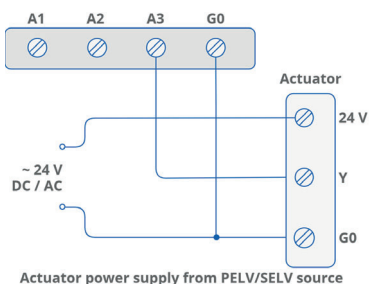 A1 A2 A3 G0
Actuator
24 V
~ 24 V
DC / AC
Y
G0
Actuator power supply from PELV/SELV source